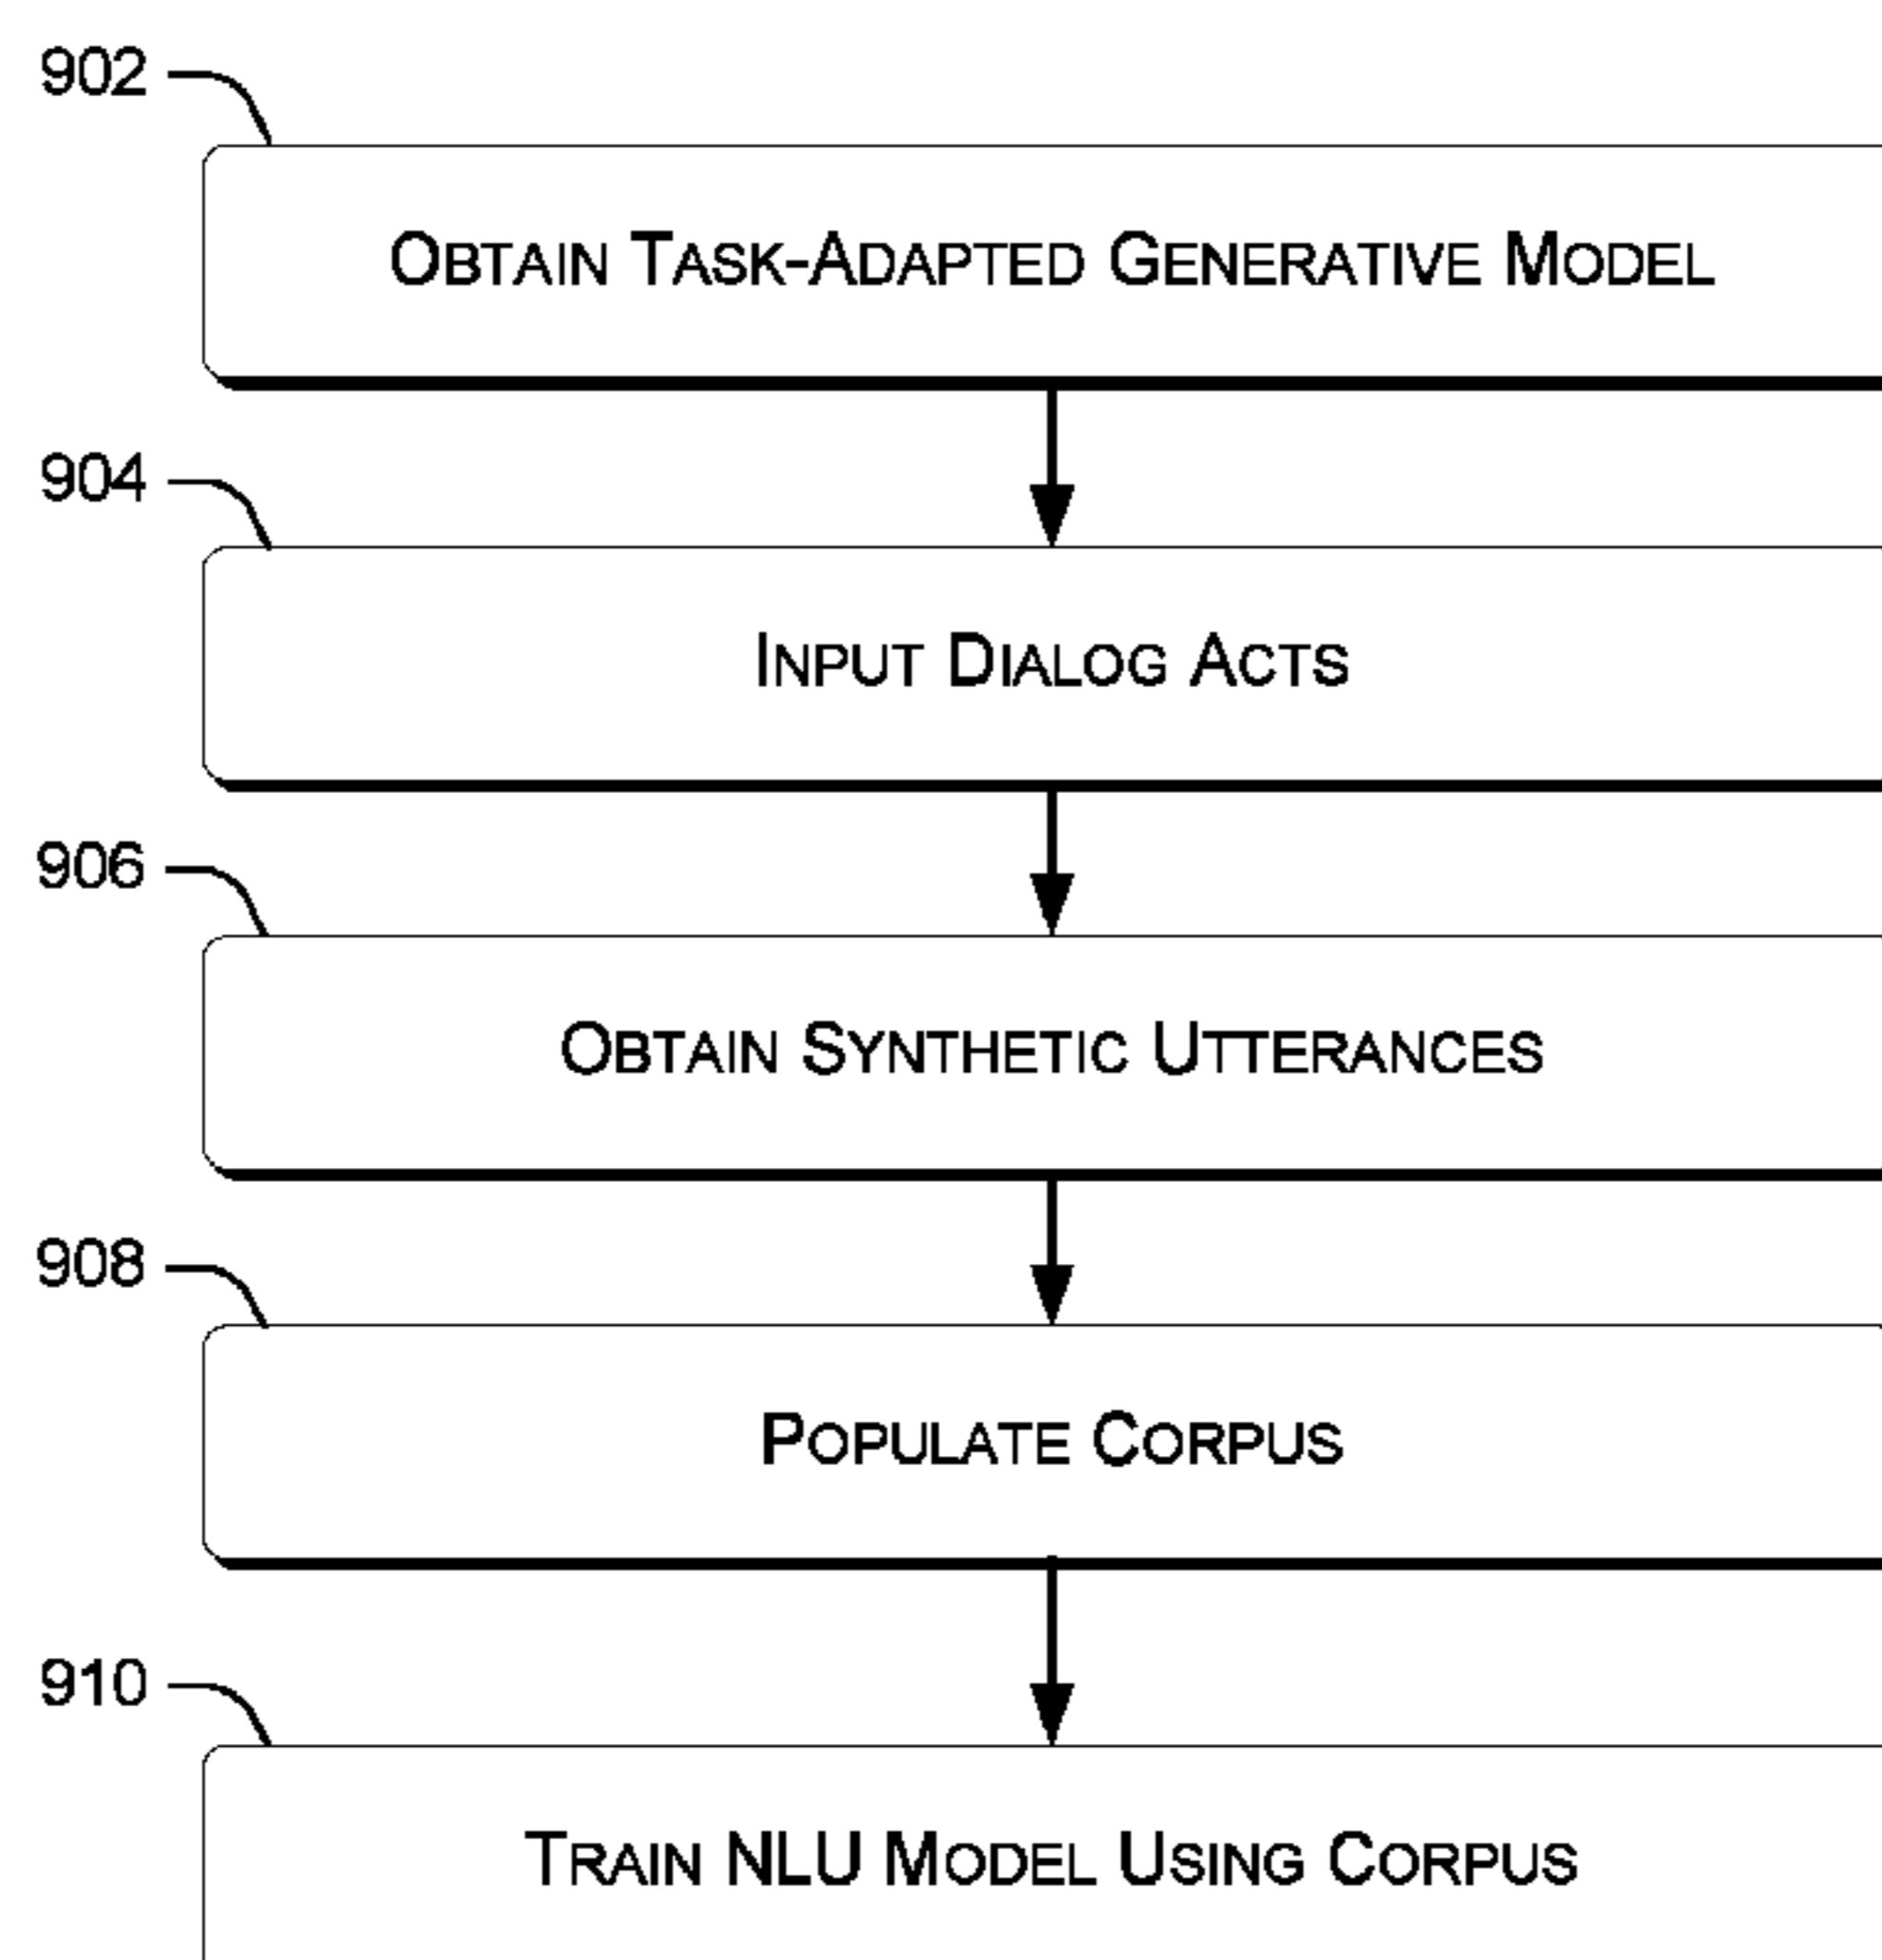 902
OBTAIN TASK-ADAPTED GENERATIVE MODEL
904
INPUT DIALOG ACTS
906
OBTAIN SYNTHETIC UTTERANCES
908
POPULATE CORPUS
910
TRAIN NLU MODEL USING CORPUS